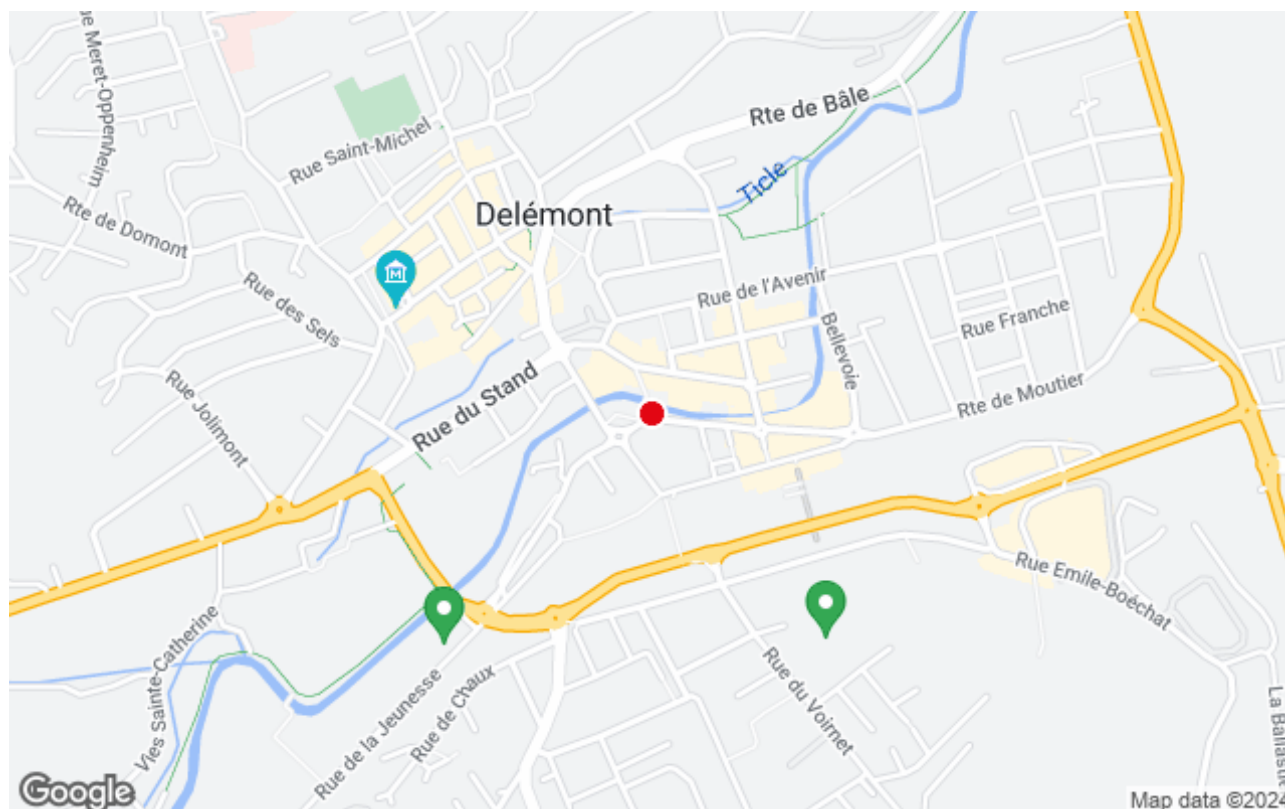 e Meret-Oppenheim
Rte de Bâle
Rue Saint-Michel
Ticle
Rte de Domont
Delémont
Rue de l'Avenir
Rue des Sels
Bellevoie
Rue Franche
Rue Jolimont
Rue du Stand
Rte de Moutier
Rue Emile-Boéchat
Vies Sainte-Catherine
Rue de la Jeunesse
Rue de Chaux
Rue du Voirnet
La Ballast
Google
Map data ©2024